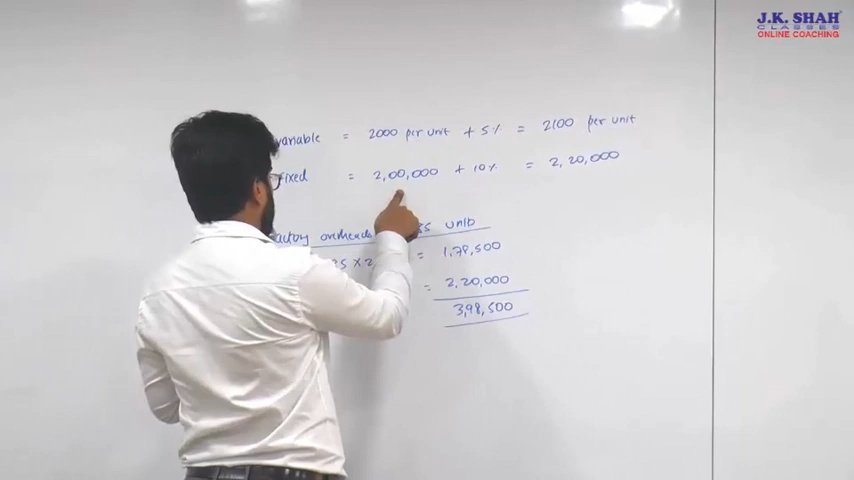 J.K. SHAH
CLASSES
ONLINE COACHING
variable = 2000 per unit + 5% = 2100 per unit
Fixed = 2,00,000 + 10% = 2,20,000
Factory overheads units
= 1,78,500
= 2,20,000
3,98,500